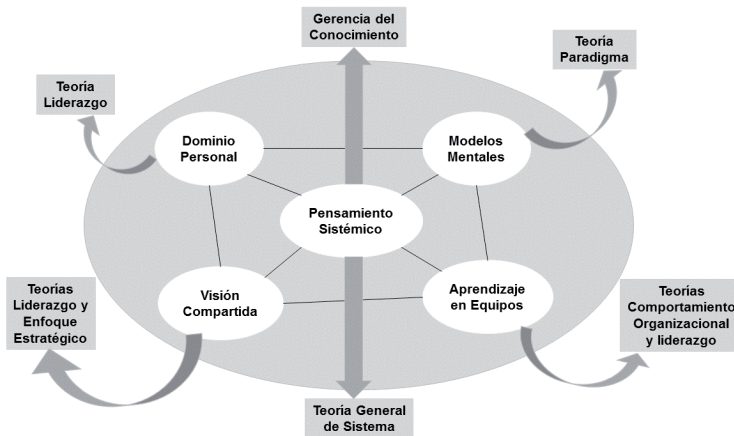 Gerencia del
Conocimiento
Teoria
Paradigma
Teoría
Liderazgo
Dominio
Personal
Modelos
Mentales
Pensamiento
Sistémico
Teorías
Liderazgo y
Enfoque
Estratégico
Visión
Compartida
Aprendizaje
en Equipos
Teorías
Comportamiento
Organizacional
y liderazgo
Teoría General
de Sistema